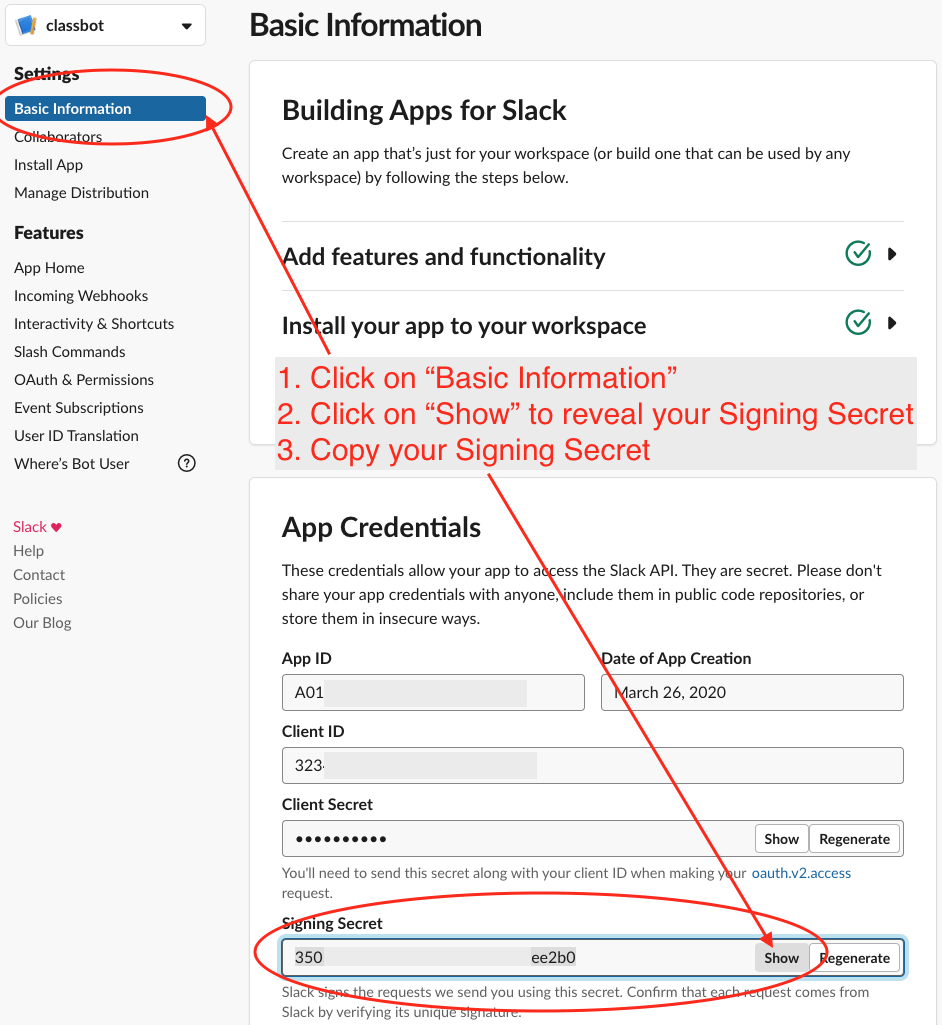 classbot
Basic Information
Settings
Basic Information
Collaborators
Install App
Manage Distribution
Features
App Home
Incoming Webhooks
Interactivity & Shortcuts
Slash Commands
OAuth & Permissions
Event Subscriptions
User ID Translation
Where's Bot User
?
Slack ♥
Help
Contact
Policies
Our Blog
Building Apps for Slack
Create an app that's just for your workspace (or build one that can be used by any
workspace) by following the steps below.
Add features and functionality
Install your app to your workspace
1. Click on “Basic Information”
2. Click on “Show” to reveal your Signing Secret
3. Copy your Signing Secret
App Credentials
These credentials allow your app to access the Slack API. They are secret. Please don't
share your app credentials with anyone, include them in public code repositories, or
store them in insecure ways.
App ID
Date of App Creation
A01
March 26, 2020
Client ID
323
Client Secret
•••••••••• Show Regenerate
You'll need to send this secret along with your client ID when making your oauth.v2.access
request.
Signing Secret
350 ee2b0 Show Regenerate
Slack signs the requests we send you using this secret. Confirm that each request comes from
Slack by verifying its unique signature.